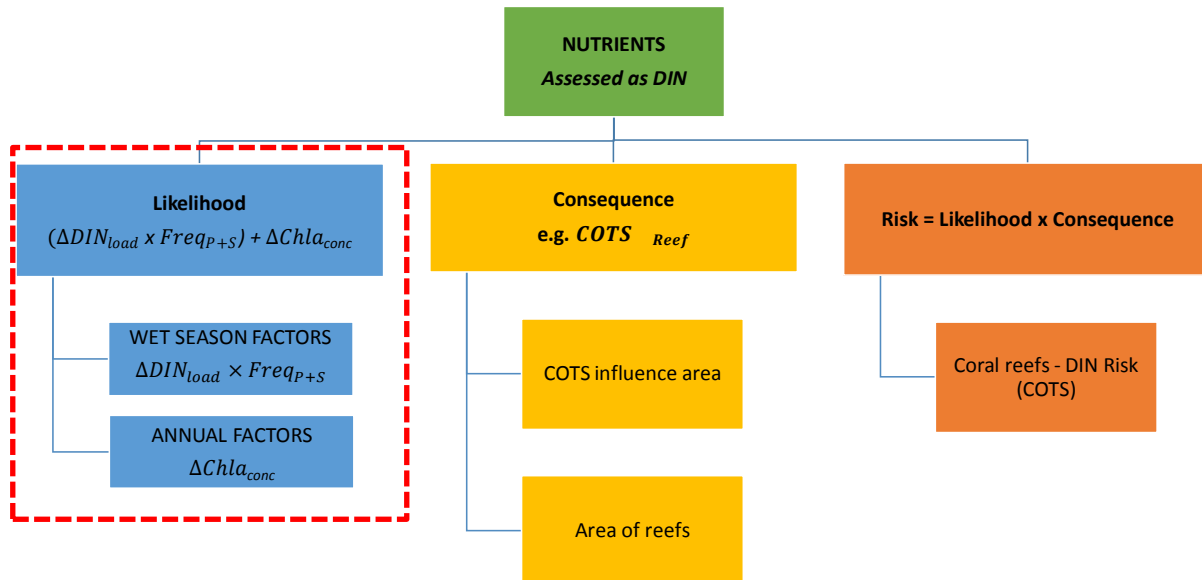 NUTRIENTS
Assessed as DIN
Likelihood
(ΔDIN_load x Freq_P+S) + ΔChla_conc
WET SEASON FACTORS
ΔDIN_load × Freq_P+S
ANNUAL FACTORS
ΔChla_conc
Consequence
e.g. COTS Reef
COTS influence area
Area of reefs
Risk = Likelihood x Consequence
Coral reefs - DIN Risk
(COTS)